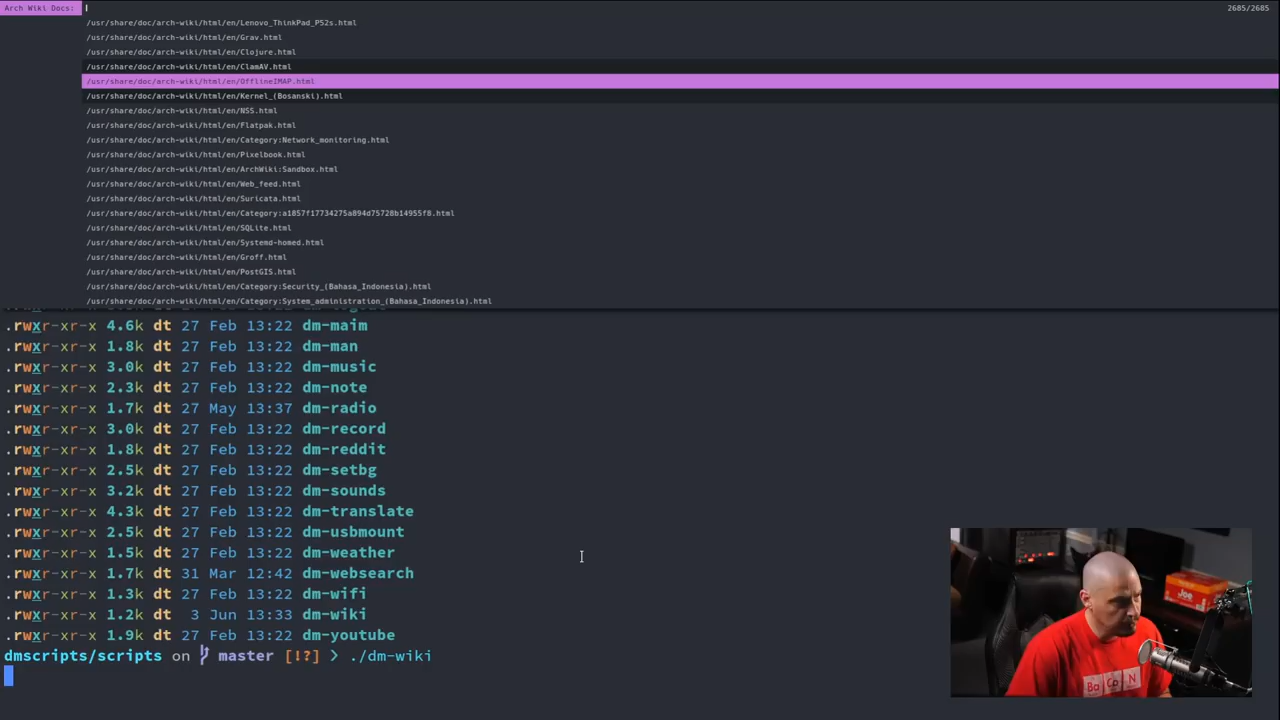 Arch Wiki Docs: 2685/2685
/usr/share/doc/arch-wiki/html/en/Lenovo_ThinkPad_P52s.html
/usr/share/doc/arch-wiki/html/en/Grav.html
/usr/share/doc/arch-wiki/html/en/Clojure.html
/usr/share/doc/arch-wiki/html/en/ClamAV.html
/usr/share/doc/arch-wiki/html/en/OfflineIMAP.html
/usr/share/doc/arch-wiki/html/en/Kernel_(Bosanski).html
/usr/share/doc/arch-wiki/html/en/NSS.html
/usr/share/doc/arch-wiki/html/en/Flatpak.html
/usr/share/doc/arch-wiki/html/en/Category:Network_monitoring.html
/usr/share/doc/arch-wiki/html/en/Pixelbook.html
/usr/share/doc/arch-wiki/html/en/ArchWiki:Sandbox.html
/usr/share/doc/arch-wiki/html/en/Web_feed.html
/usr/share/doc/arch-wiki/html/en/Suricata.html
/usr/share/doc/arch-wiki/html/en/Category:a1857f17734275a894d75728b14955f8.html
/usr/share/doc/arch-wiki/html/en/SQLite.html
/usr/share/doc/arch-wiki/html/en/Systemd-homed.html
/usr/share/doc/arch-wiki/html/en/Groff.html
/usr/share/doc/arch-wiki/html/en/PostGIS.html
/usr/share/doc/arch-wiki/html/en/Category:Security_(Bahasa_Indonesia).html
/usr/share/doc/arch-wiki/html/en/Category:System_administration_(Bahasa_Indonesia).html
.rwxr-xr-x 4.6k dt 27 Feb 13:22 dm-maim
.rwxr-xr-x 1.8k dt 27 Feb 13:22 dm-man
.rwxr-xr-x 3.0k dt 27 Feb 13:22 dm-music
.rwxr-xr-x 2.3k dt 27 Feb 13:22 dm-note
.rwxr-xr-x 1.7k dt 27 May 13:37 dm-radio
.rwxr-xr-x 3.0k dt 27 Feb 13:22 dm-record
.rwxr-xr-x 1.8k dt 27 Feb 13:22 dm-reddit
.rwxr-xr-x 2.5k dt 27 Feb 13:22 dm-setbg
.rwxr-xr-x 3.2k dt 27 Feb 13:22 dm-sounds
.rwxr-xr-x 4.3k dt 27 Feb 13:22 dm-translate
.rwxr-xr-x 2.5k dt 27 Feb 13:22 dm-usbmount
.rwxr-xr-x 1.5k dt 27 Feb 13:22 dm-weather
.rwxr-xr-x 1.7k dt 31 Mar 12:42 dm-websearch
.rwxr-xr-x 1.3k dt 27 Feb 13:22 dm-wifi
.rwxr-xr-x 1.2k dt 3 Jun 13:33 dm-wiki
.rwxr-xr-x 1.9k dt 27 Feb 13:22 dm-youtube
dmscripts/scripts on master [!?] > ./dm-wiki
Joe
Ba Co N